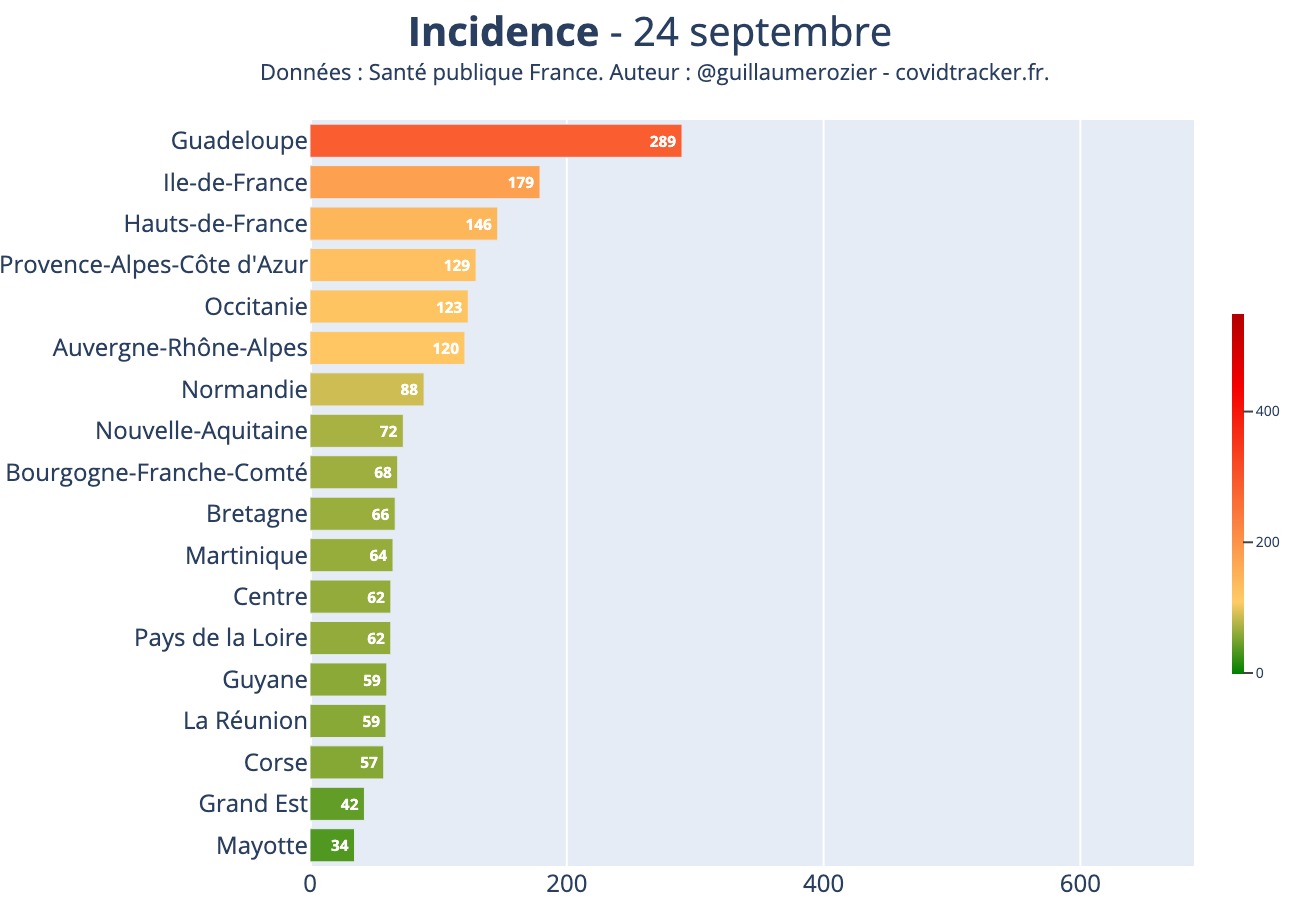 Incidence - 24 septembre
Données : Santé publique France. Auteur : @guillaumerozier - covidtracker.fr.
Guadeloupe 289
Ile-de-France 179
Hauts-de-France 146
Provence-Alpes-Côte d'Azur 129
Occitanie 123
Auvergne-Rhône-Alpes 120
Normandie 88
Nouvelle-Aquitaine 72
Bourgogne-Franche-Comté 68
Bretagne 66
Martinique 64
Centre 62
Pays de la Loire 62
Guyane 59
La Réunion 59
Corse 57
Grand Est 42
Mayotte 34
0 200 400 600
400
200
0